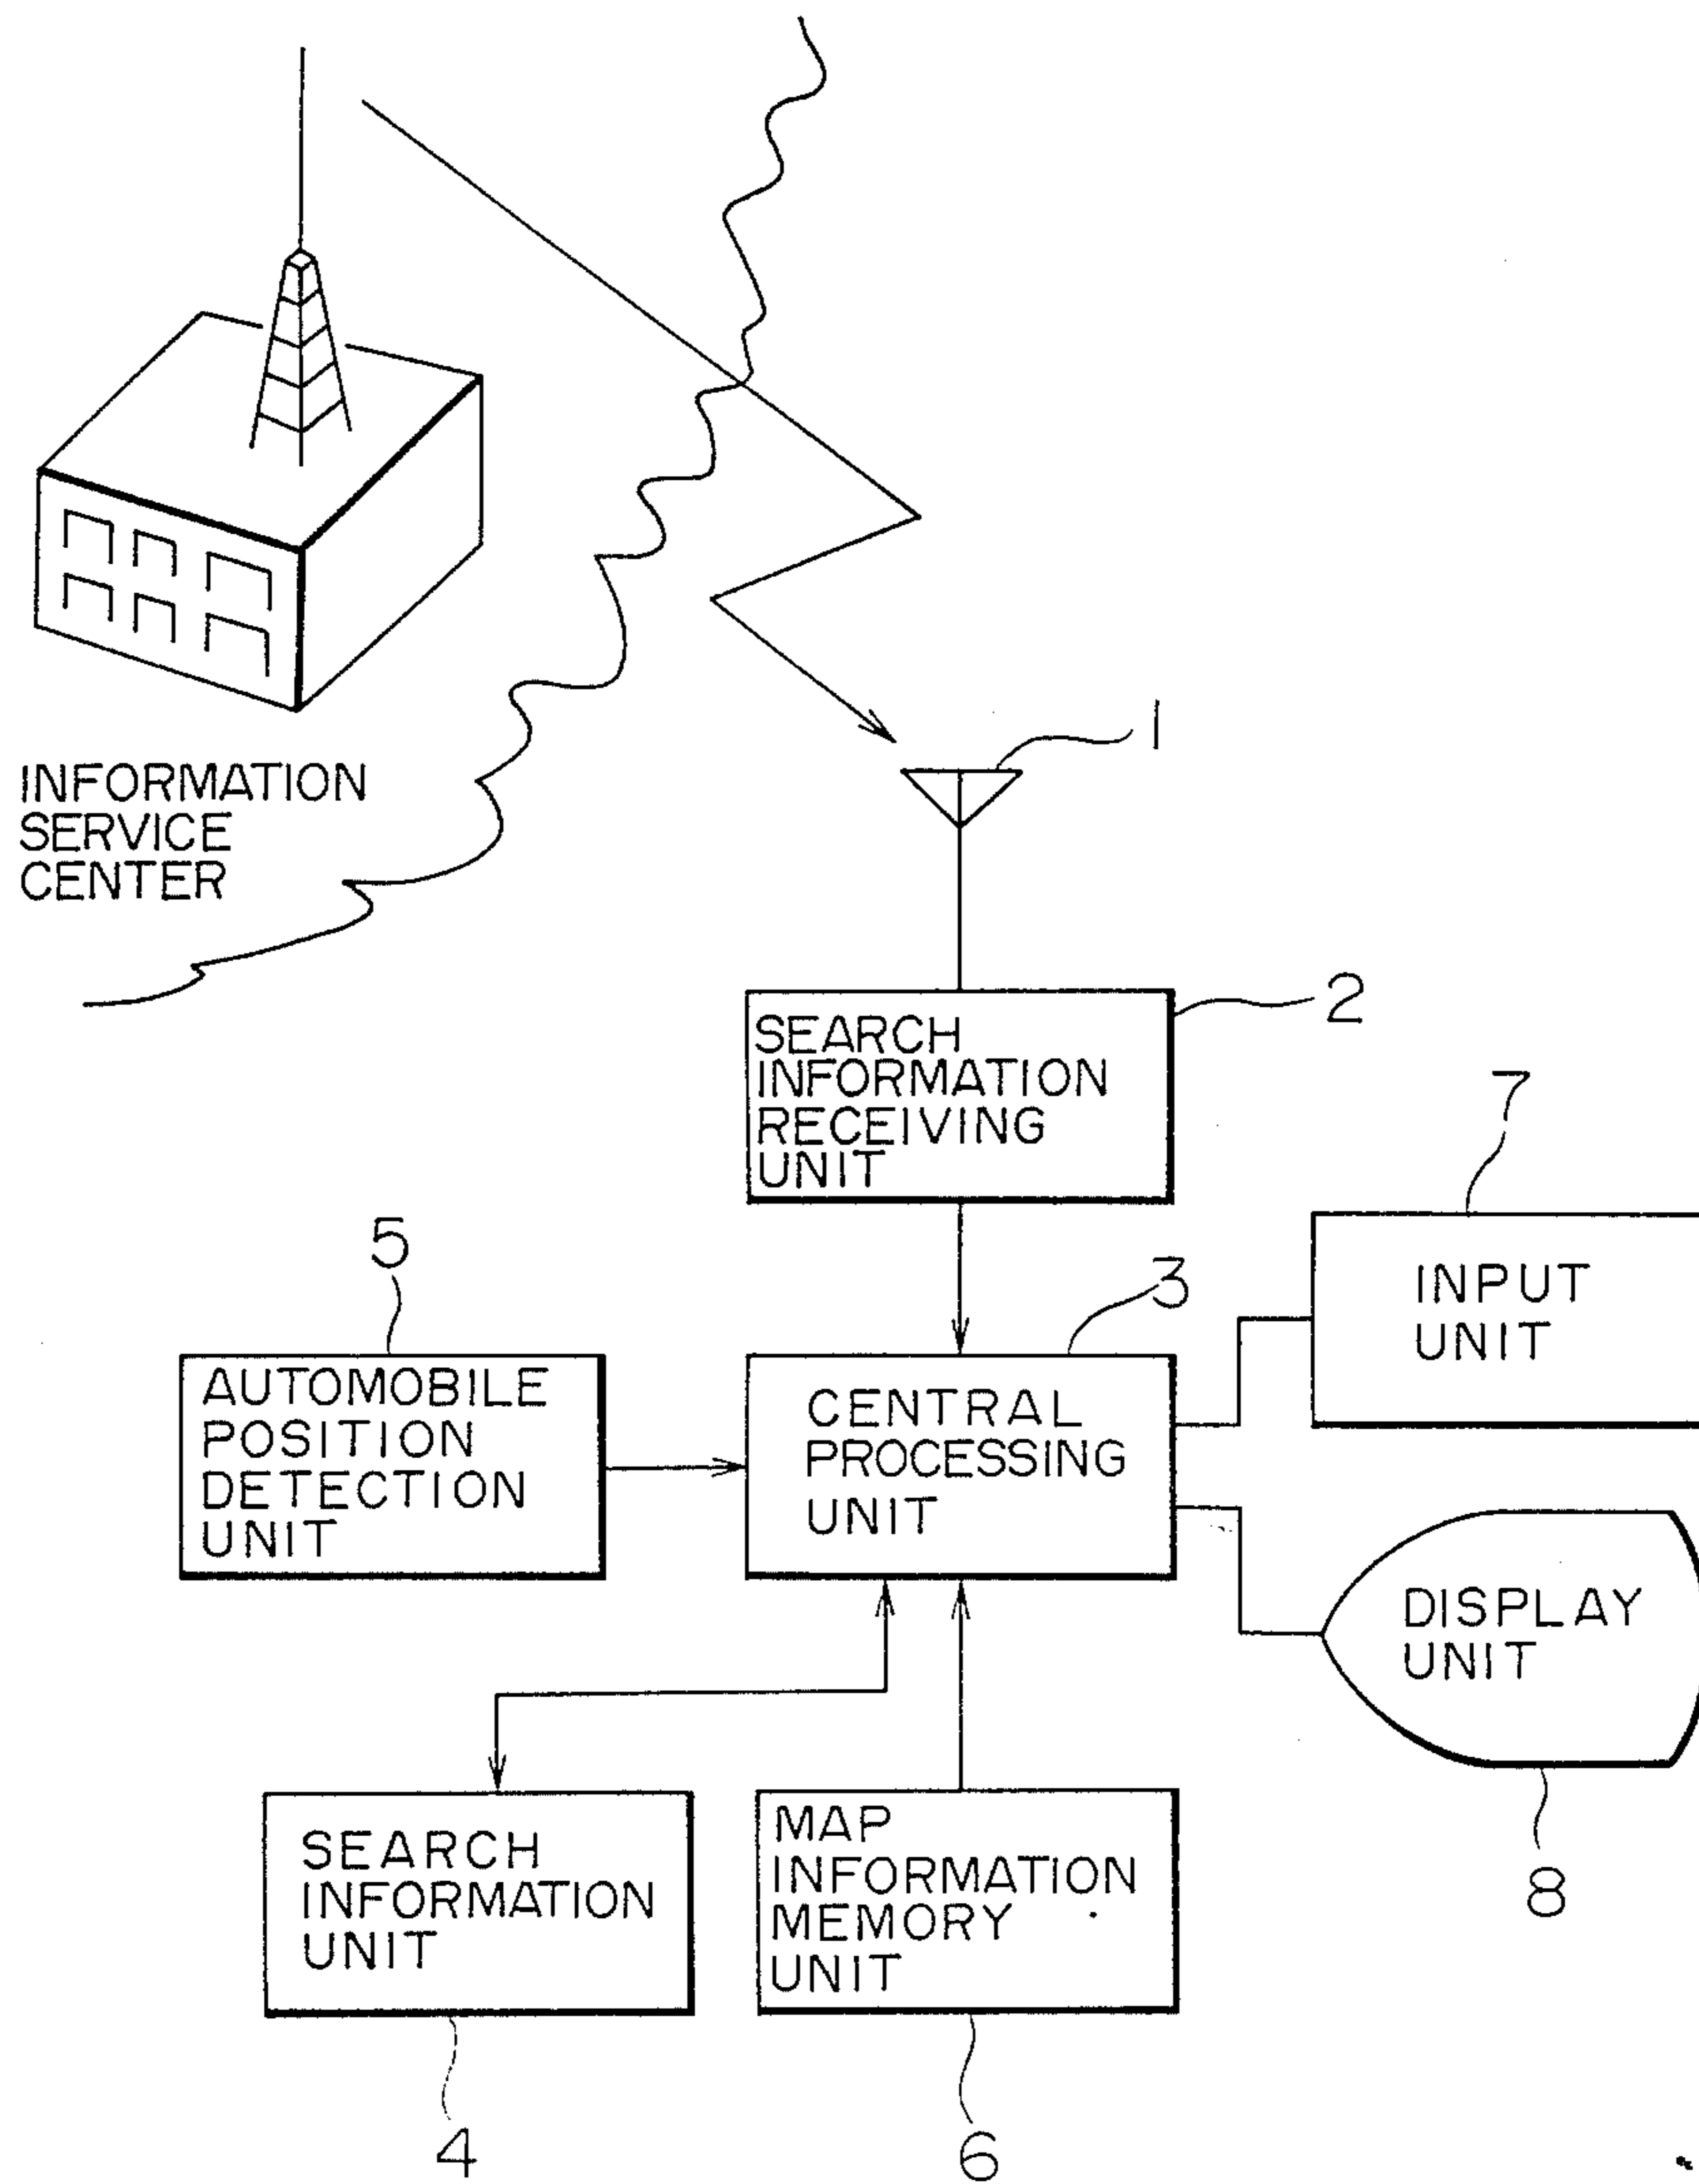 INFORMATION
SERVICE
CENTER
1
2
SEARCH
INFORMATION
RECEIVING
UNIT
7
INPUT
UNIT
5
3
AUTOMOBILE
POSITION
DETECTION
UNIT
CENTRAL
PROCESSING
UNIT
DISPLAY
UNIT
8
SEARCH
INFORMATION
UNIT
MAP
INFORMATION
MEMORY
UNIT
4
6